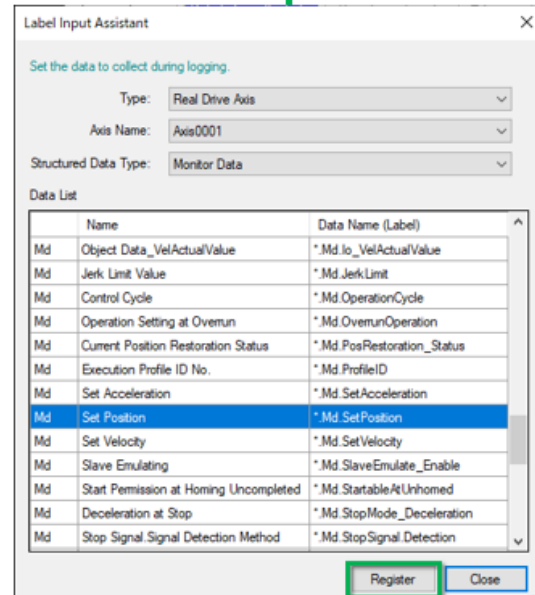 Label Input Assistant
Set the data to collect during logging.
Type: Real Drive Axis
Axis Name: Axis0001
Structured Data Type: Monitor Data
Data List
Name Data Name (Label)
Md Object Data_VelActualValue *.Md.Io_VelActualValue
Md Jerk Limit Value *.Md.JerkLimit
Md Control Cycle *.Md.OperationCycle
Md Operation Setting at Overrun *.Md.OverrunOperation
Md Current Position Restoration Status *.Md.PosRestoration_Status
Md Execution Profile ID No. *.Md.ProfileID
Md Set Acceleration *.Md.SetAcceleration
Md Set Position *.Md.SetPosition
Md Set Velocity *.Md.SetVelocity
Md Slave Emulating *.Md.SlaveEmulate_Enable
Md Start Permission at Homing Uncompleted *.Md.StartableAtUnhomed
Md Deceleration at Stop *.Md.StopMode_Deceleration
Md Stop Signal.Signal Detection Method *.Md.StopSignal.Detection
Register Close